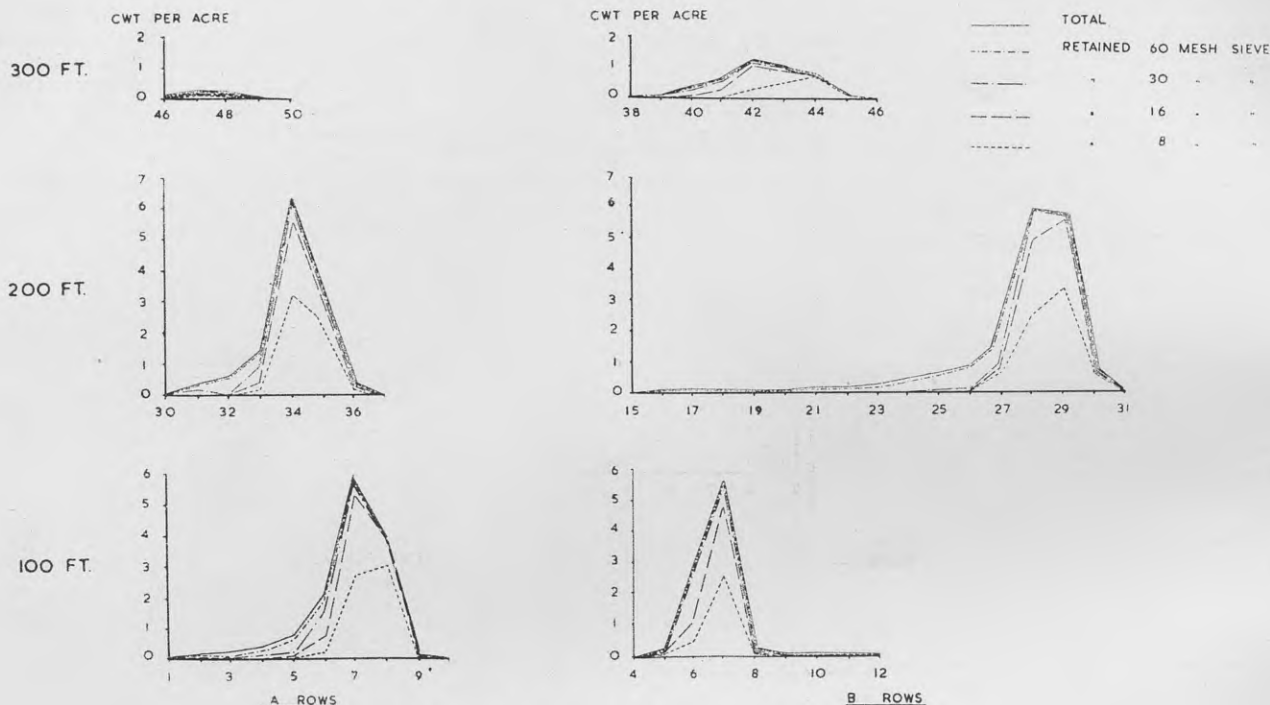 CWT PER ACRE
CWT PER ACRE
TOTAL
RETAINED 60 MESH SIEVE
" 30 " "
" 16 " "
" 8 " "
300 FT.
2
1
0
46 48 50
2
1
0
38 40 42 44 46
200 FT.
7
6
5
4
3
2
1
0
30 32 34 36
7
6
5
4
3
2
1
0
15 17 19 21 23 25 26 28 29 31
100 FT.
6
5
4
3
2
1
0
1 3 5 7 9
A ROWS
6
5
4
3
2
1
0
4 6 7 8 10 12
B ROWS